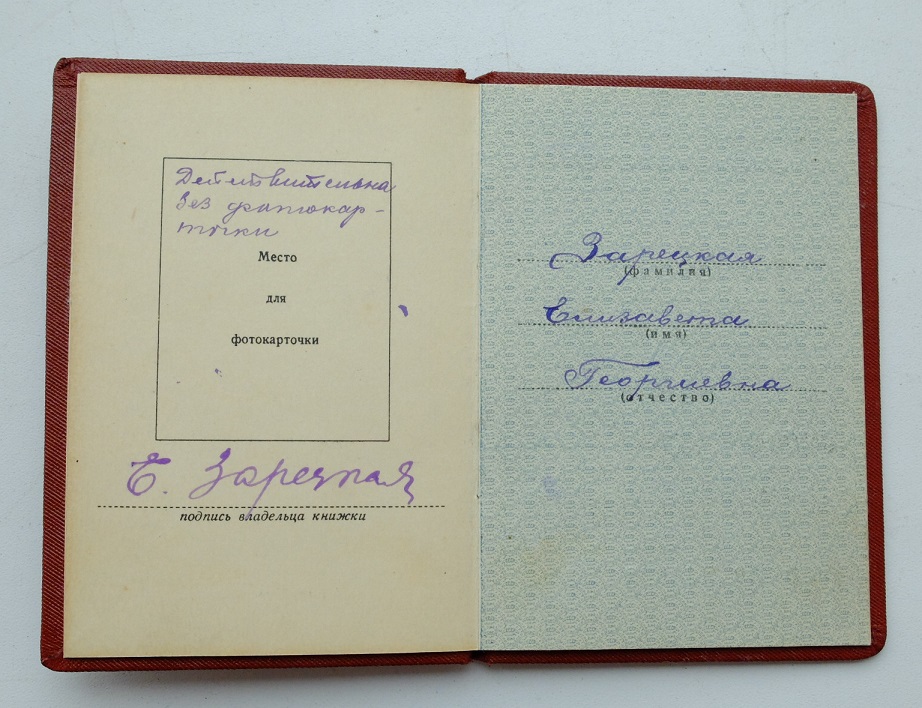 Действительна
без фотокар-
точки
Место
для
фотокарточки
Е. Зарецкая
подпись владельца книжки
Зарецкая
(фамилия)
Елизавета
(имя)
Георгиевна
(отчество)